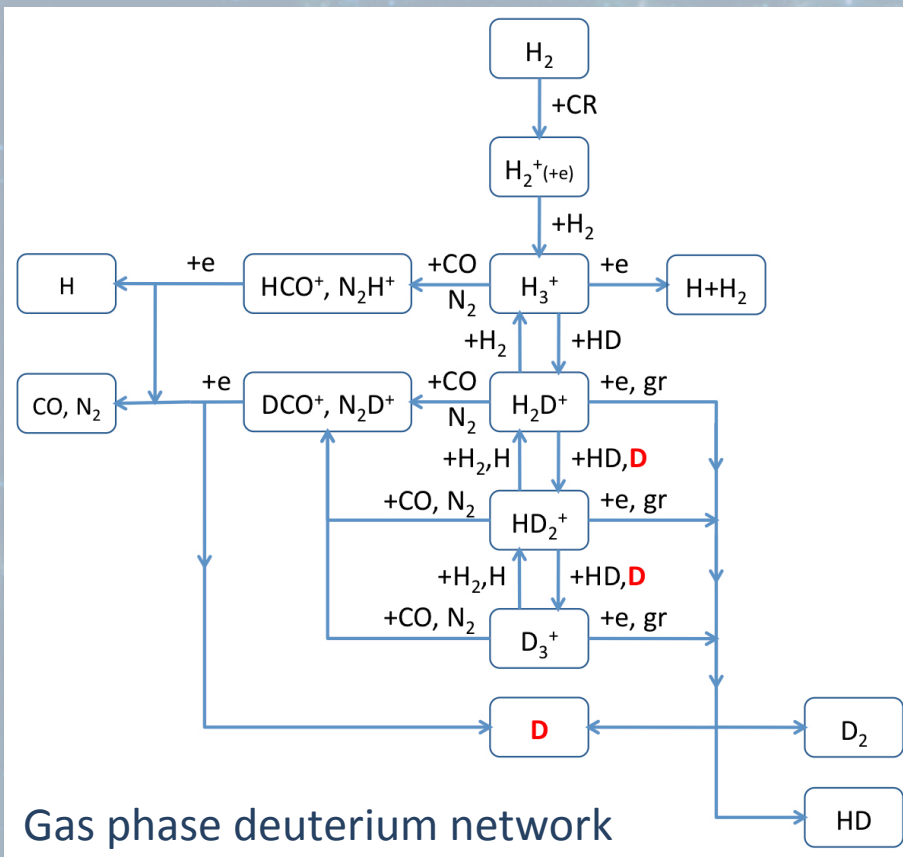 H₂
+CR
H₂⁺(+e)
+H₂
H
+e
HCO⁺, N₂H⁺
+CO
N₂
H₃⁺
+e
H+H₂
+H₂
+HD
CO, N₂
+e
DCO⁺, N₂D⁺
+CO
N₂
H₂D⁺
+e, gr
+H₂,H
+HD,D
+CO, N₂
HD₂⁺
+e, gr
+H₂,H
+HD,D
+CO, N₂
D₃⁺
+e, gr
D
D₂
HD
Gas phase deuterium network